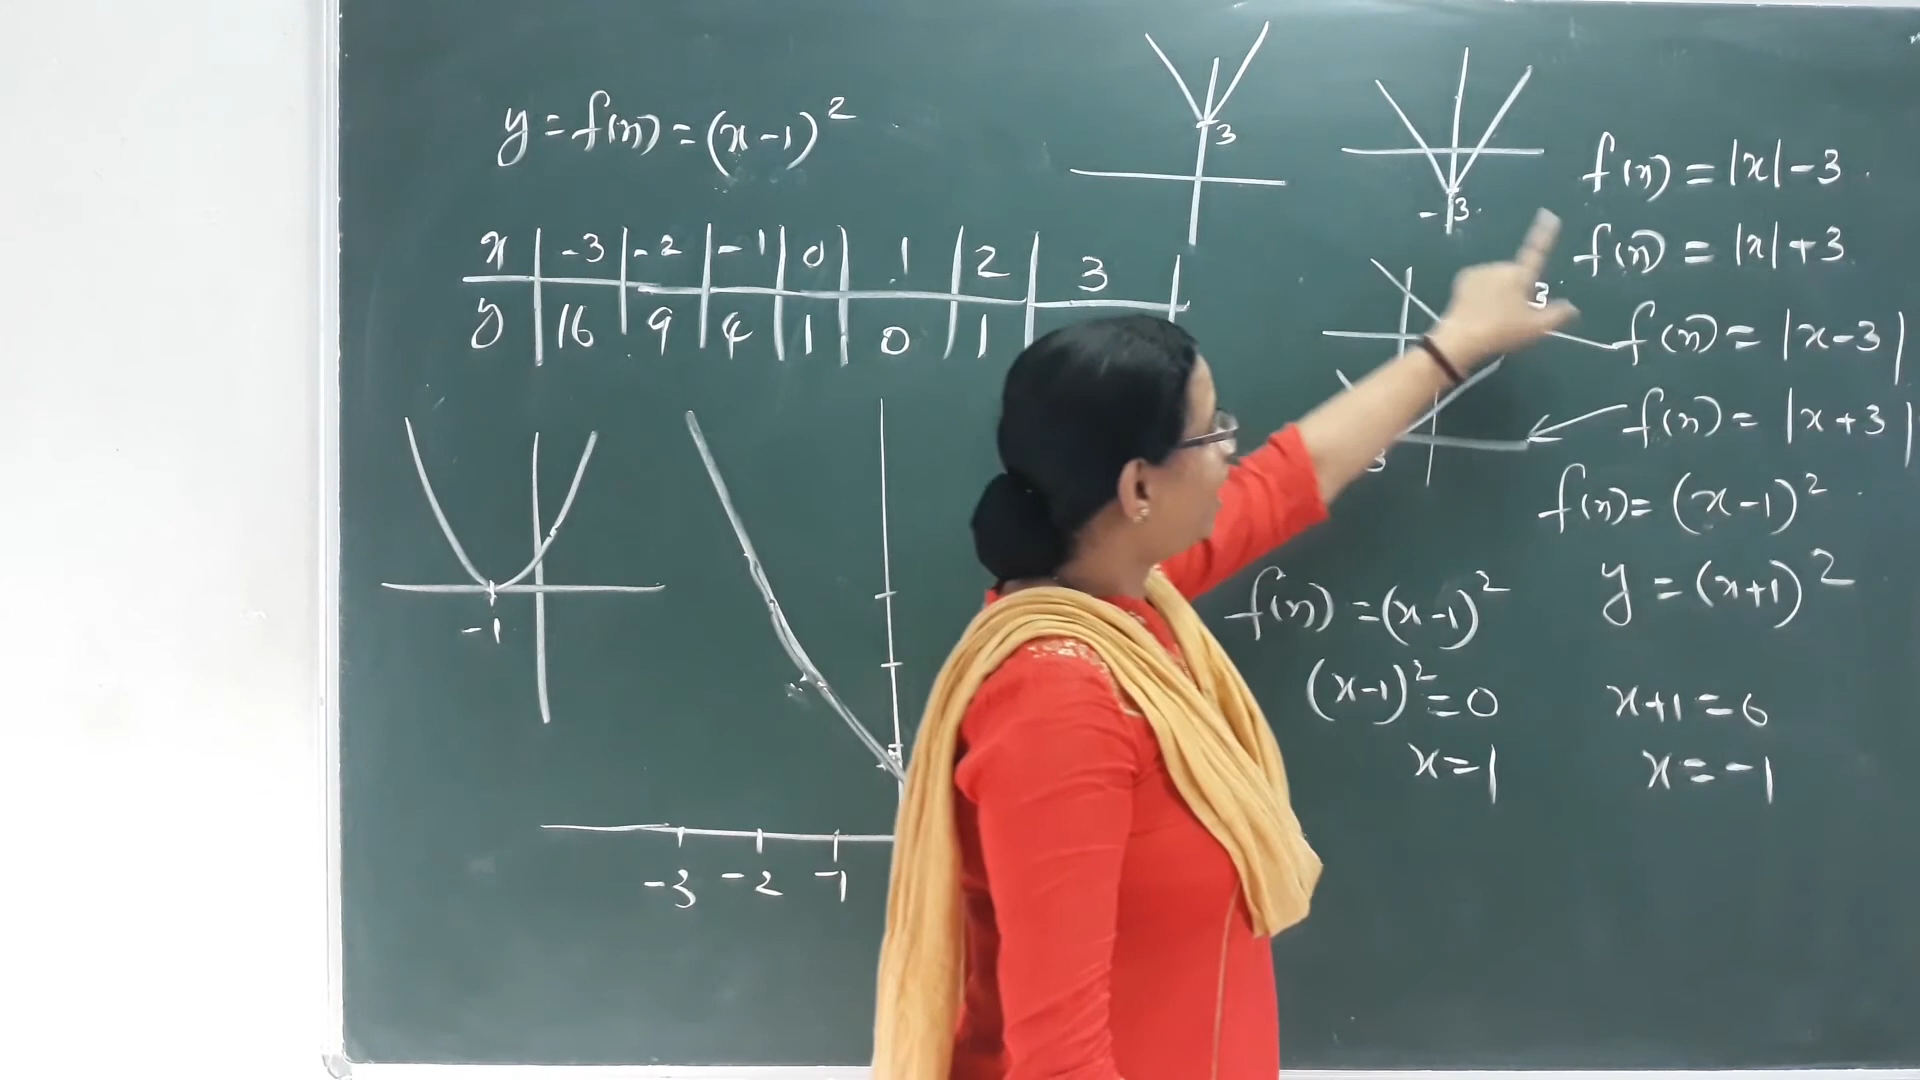 y = f(x) = (x-1)²
x | -3 | -2 | -1 | 0 | 1 | 2 | 3
y | 16 | 9 | 4 | 1 | 0 | 1
3
-3
3
3
-1
-3 -2 -1
f(x) = |x| - 3
f(x) = |x| + 3
f(x) = |x-3|
f(x) = |x+3|
f(x) = (x-1)²
y = (x+1)²
x+1 = 0
x = -1
f(x) = (x-1)²
(x-1)² = 0
x = 1